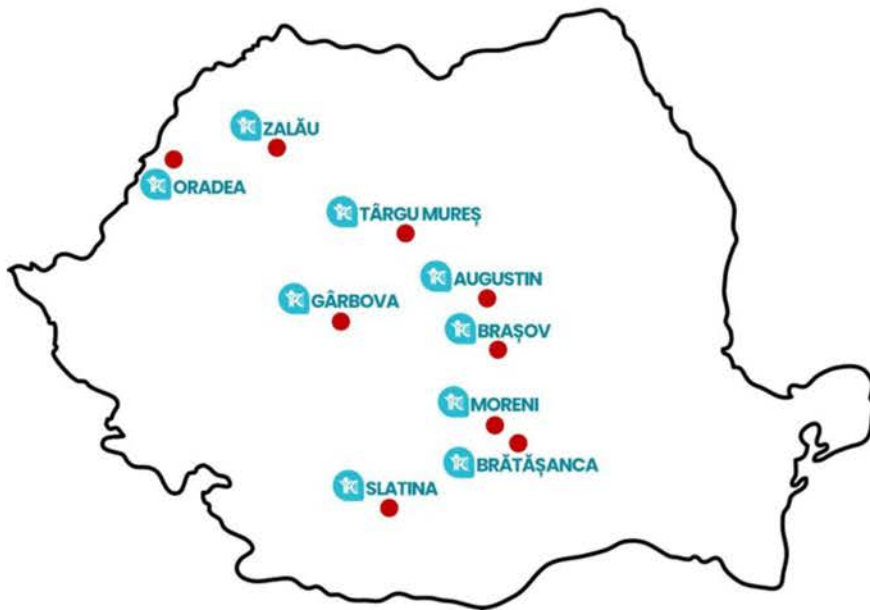 ZALĂU
ORADEA
TÂRGU MUREȘ
AUGUSTIN
GÂRBOVA
BRAȘOV
MORENI
BRĂTĂȘANCA
SLATINA